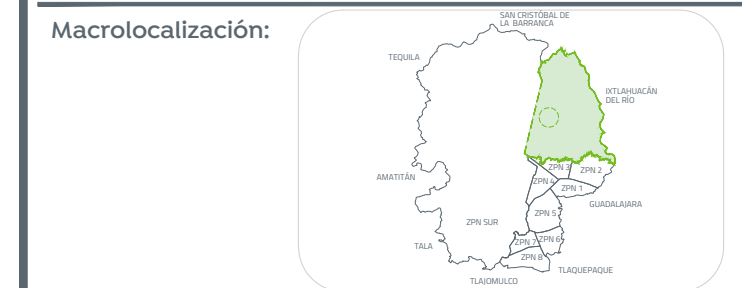 Macrolocalización:
SAN CRISTÓBAL DE
LA BARRANCA
TEQUILA
IXTLAHUACÁN
DEL RÍO
ZPN 3
ZPN 2
AMATITÁN
ZPN 4
ZPN 1
GUADALAJARA
ZPN 5
ZPN SUR
ZPN 7
ZPN 6
TALA
ZPN 8
TLAQUEPAQUE
TLAJOMULCO